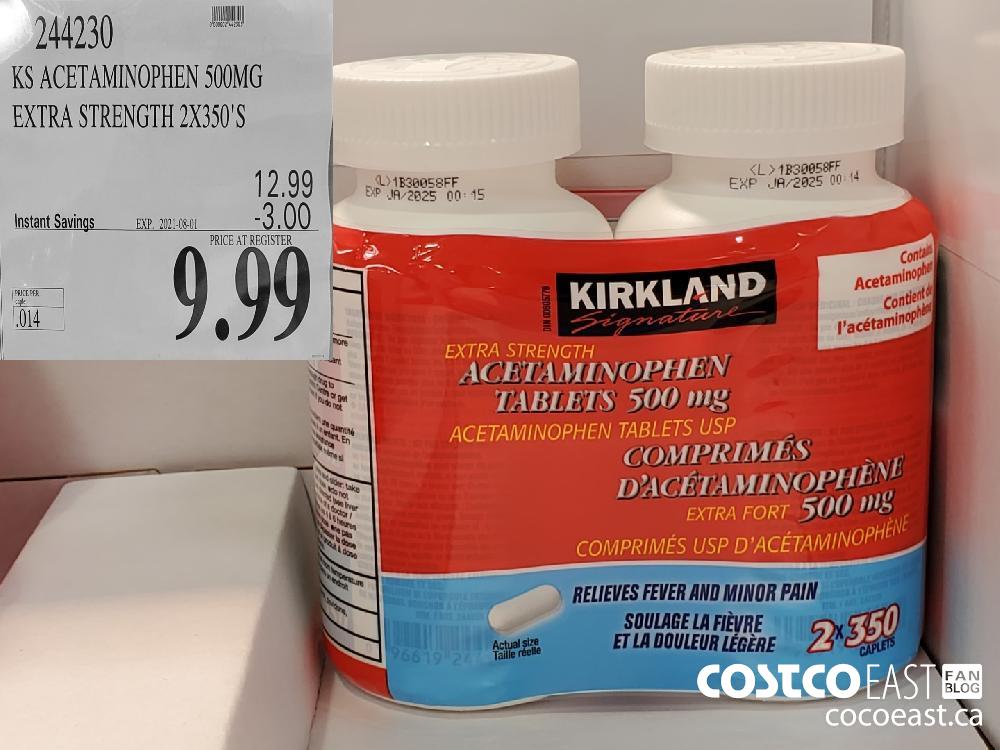 244230
KS ACETAMINOPHEN 500MG
EXTRA STRENGTH 2X350'S
12.99
Instant Savings EXP. 2021-08-01 -3.00
PRICE AT REGISTER
9.99
PRICE PER
.014
<L>1B30058FF
EXP JA/2025 00:15
<L>1B30058FF
EXP JA/2025 00:14
Contains
Acetaminophen
Contient de
l'acétaminophène
KIRKLAND
Signature
EXTRA STRENGTH
ACETAMINOPHEN
TABLETS 500 mg
ACETAMINOPHEN TABLETS USP
COMPRIMÉS
D'ACÉTAMINOPHÈNE
EXTRA FORT 500 mg
COMPRIMÉS USP D'ACÉTAMINOPHÈNE
RELIEVES FEVER AND MINOR PAIN
SOULAGE LA FIÈVRE
ET LA DOULEUR LÉGÈRE
Actual size
Taille réelle
2x350
CAPLETS
COSTCO EAST FAN BLOG
cocoeast.ca